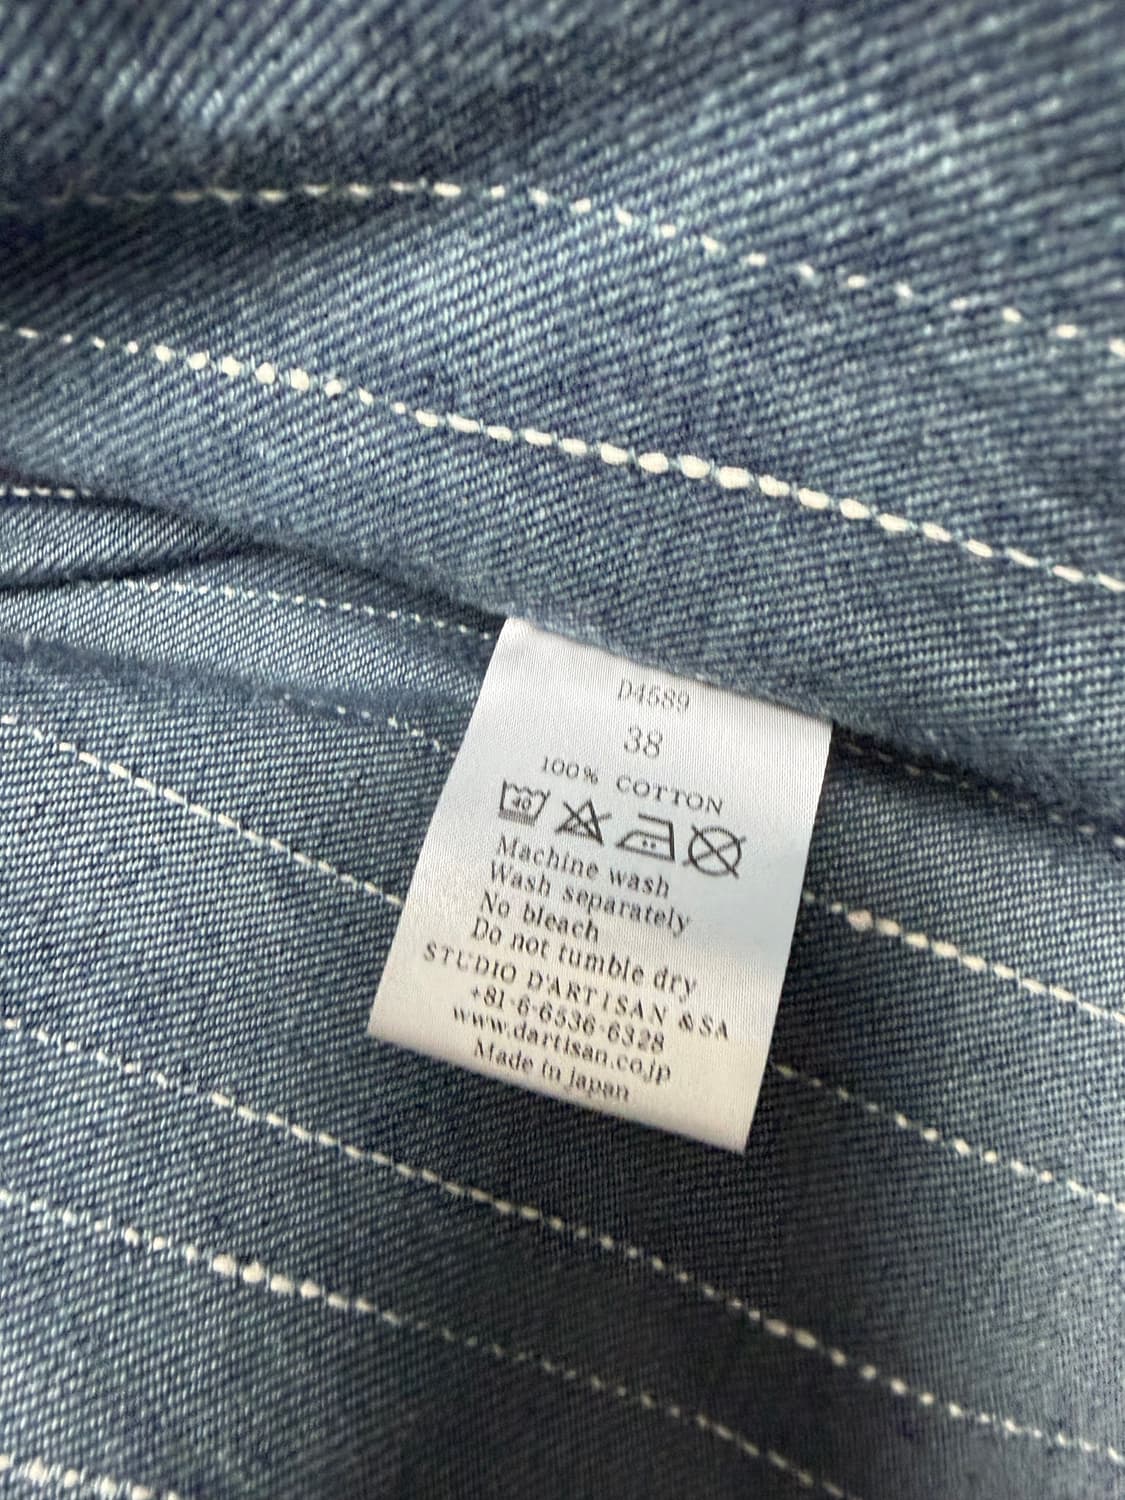 D4589
38
100% COTTON
40
Machine wash
Wash separately
No bleach
Do not tumble dry
STUDIO D'ARTISAN &SA
+81-6-6536-6328
www.dartisan.co.jp
Made in Japan